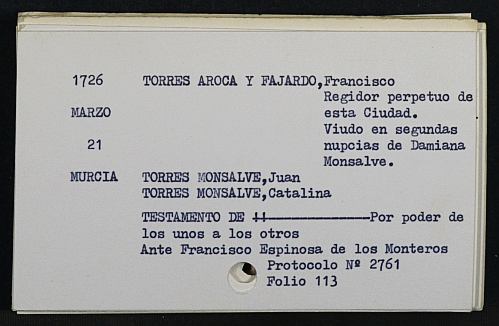 1726 TORRES AROCA Y FAJARDO,Francisco
Regidor perpetuo de
MARZO esta Ciudad.
Viudo en segundas
21 nupcias de Damiana
Monsalve.
MURCIA TORRES MONSALVE,Juan
TORRES MONSALVE,Catalina
TESTAMENTO DE Por poder de
los unos a los otros
Ante Francisco Espinosa de los Monteros
Protocolo Nº 2761
Folio 113